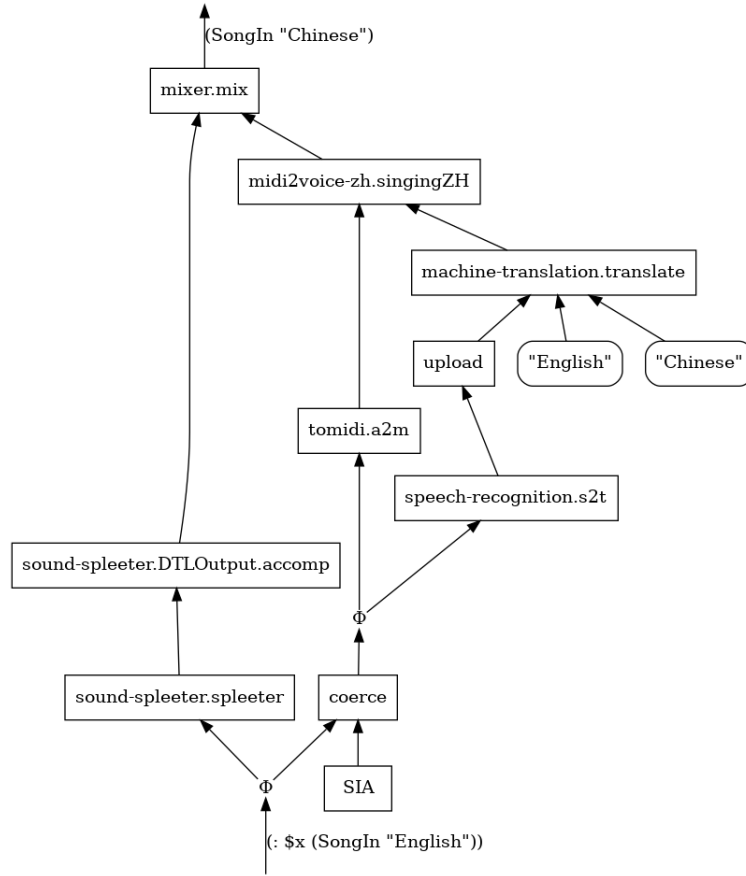 (SongIn "Chinese")
mixer.mix
midi2voice-zh.singingZH
machine-translation.translate
upload
"English"
"Chinese"
tomidi.a2m
speech-recognition.s2t
sound-spleeter.DTLOutput.accomp
Φ
sound-spleeter.spleeter
coerce
Φ
SIA
(: $x (SongIn "English"))